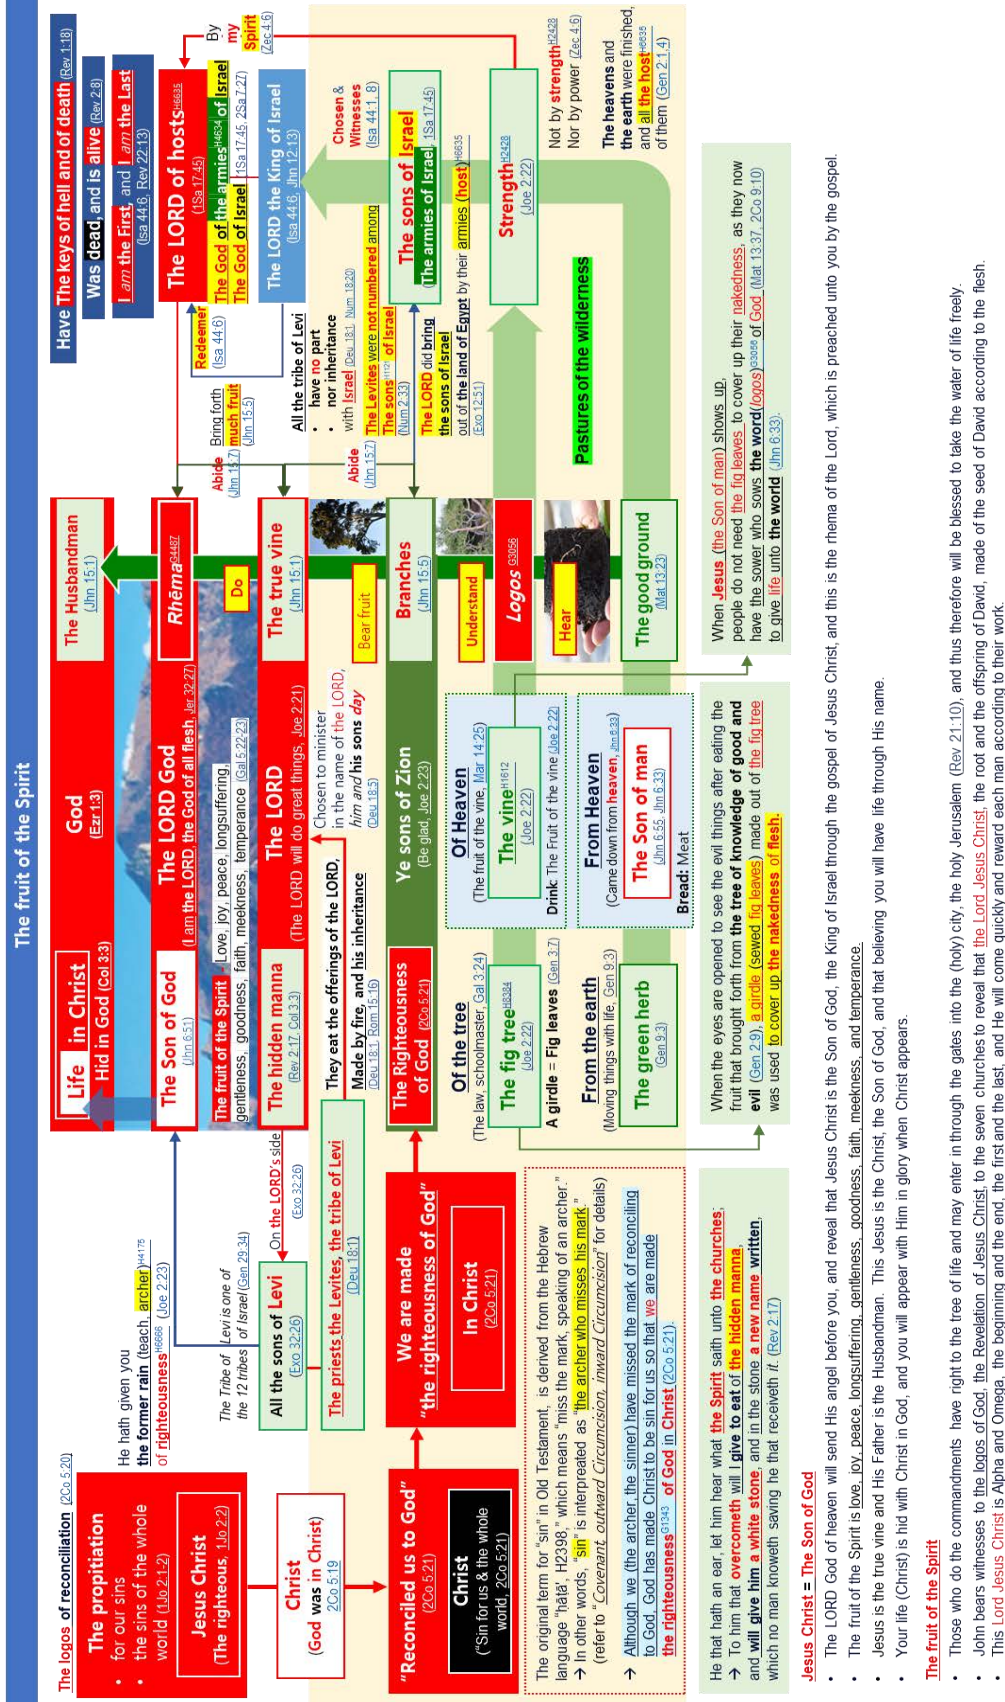 The fruit of the Spirit
The logos of reconciliation (2Co 5:20)
The propitiation
• for our sins
• the sins of the whole
world (1Jo 2:1-2)
Jesus Christ
(The righteous, 1Jo 2:2)
Christ
(God was in Christ)
2Co 5:19
"Reconciled us to God"
(2Co 5:21)
Christ
("Sin for us & the whole
world, 2Co 5:21)
He hath given you
the former rain (teach, archer)H4175
of righteousnessH6666 (Joe 2:23)
The Tribe of Levi is one of
the 12 tribes of Israel (Gen 29:34)
All the sons of Levi
(Exo 32:26)
On the LORD's side
(Exo 32:26)
The priests the Levites, the tribe of Levi
(Deu 18:1)
We are made
"the righteousness of God"
In Christ
(2Co 5:21)
Life in Christ
Hid in God (Col 3:3)
God
(Ezr 1:3)
The Husbandman
(Jhn 15:1)
The Son of God
(Jhn 6:51)
The LORD God
(I am the LORD, the God of all flesh, Jer 32:27)
RhēmaG4487
The fruit of the Spirit - Love, joy, peace, longsuffering,
gentleness, goodness, faith, meekness, temperance (Gal 5:22-23)
Do
The hidden manna
(Rev 2:17, Col 3:3)
The LORD
(The LORD will do great things, Joe 2:21)
The true vine
(Jhn 15:1)
They eat the offerings of the LORD,
Made by fire, and his inheritance
(Deu 18:1, Rom 15:16)
Chosen to minister
in the name of the LORD,
him and his sons day
(Deu 18:5)
Bear fruit
The Righteousness
of God (2Co 5:21)
Ye sons of Zion
(Be glad, Joe 2:23)
Branches
(Jhn 15:5)
Of the tree
(The law, schoolmaster, Gal 3:24)
The fig treeH8384
(Joe 2:22)
A girdle = Fig leaves (Gen 3:7)
From the earth
(Moving things with life, Gen 9:3)
The green herb
(Gen 9:3)
Of Heaven
(The fruit of the vine, Mar 14:25)
The vineH1612
(Joe 2:22)
Drink: The Fruit of the vine (Joe 2:22)
From Heaven
(Came down from heaven, Jhn 6:33)
The Son of man
(Jhn 6:55, Jhn 6:33)
Bread: Meat
Understand
Logos G3056
Hear
The good ground
(Mat 13:23)
Have The keys of hell and of death (Rev 1:18)
Was dead, and is alive (Rev 2:8)
I am the First, and I am the Last
(Isa 44:6, Rev 22:13)
The LORD of hostsH6635
(1Sa 17:45)
The God of the armiesH4634 of Israel
The God of Israel (1Sa 17:45, 2Sa 7:27)
The LORD the King of Israel
(Isa 44:6, Jhn 12:13)
By
my
Spirit
(Zec 4:6)
Redeemer
(Isa 44:6)
Bring forth
much fruit
(Jhn 15:5)
Abide
(Jhn 15:7)
All the tribe of Levi
• have no part
• nor inheritance
with Israel (Deu 18:1, Num 18:20)
Abide
(Jhn 15:7)
The Levites were not numbered among
The sonsH1121 of Israel
(Num 2:33)
The LORD did bring
the sons of Israel
out of the land of Egypt by their armies (host)H6635
(Exo 12:51)
Chosen &
Witnesses
(Isa 44:1, 8)
The sons of Israel
(The armies of Israel, 1Sa 17:45)
StrengthH2428
(Joe 2:22)
Not by strengthH2428
Nor by power (Zec 4:6)
Pastures of the wilderness
The heavens and
the earth were finished,
and all the hostH6635
of them (Gen 2:1,4)
The original term for "sin" in Old Testament, is derived from the Hebrew
language "ḥāṭā', H2398," which means "miss the mark, speaking of an archer."
→ In other words, "sin" is interpreted as "the archer who misses his mark."
(refer to "Covenant, outward Circumcision, inward Circumcision" for details)
→ Although we (the archer, the sinner) have missed the mark of reconciling
to God, God has made Christ to be sin for us so that we are made
the righteousnessG1343 of God in Christ (2Co 5:21).
He that hath an ear, let him hear what the Spirit saith unto the churches;
→ To him that overcometh will I give to eat of the hidden manna,
and will give him a white stone, and in the stone a new name written,
which no man knoweth saving he that receiveth it. (Rev 2:17)
When the eyes are opened to see the evil things after eating the
fruit that brought forth from the tree of knowledge of good and
evil (Gen 2:9), a girdle (sewed fig leaves) made out of the fig tree
was used to cover up the nakedness of flesh.
When Jesus (the Son of man) shows up,
people do not need the fig leaves to cover up their nakedness, as they now
have the sower who sows the word((logos)G3056 of God (Mat 13:37, 2Co 9:10)
to give life unto the world (Jhn 6:33).
Jesus Christ = The Son of God
• The LORD God of heaven will send His angel before you, and reveal that Jesus Christ is the Son of God, the King of Israel through the gospel of Jesus Christ, and this is the rhema of the Lord, which is preached unto you by the gospel.
• The fruit of the Spirit is love, joy, peace, longsuffering, gentleness, goodness, faith, meekness, and temperance.
• Jesus is the true vine and His Father is the Husbandman. This Jesus is the Christ, the Son of God, and that believing you will have life through His name.
• Your life (Christ) is hid with Christ in God, and you will appear with Him in glory when Christ appears.
The fruit of the Spirit
• Those who do the commandments have right to the tree of life and may enter in through the gates into the (holy) city, the holy Jerusalem (Rev 21:10), and thus therefore will be blessed to take the water of life freely.
• John bears witnesses to the logos of God, the Revelation of Jesus Christ, to the seven churches to reveal that the Lord Jesus Christ, the root and the offspring of David, made of the seed of David according to the flesh.
• This Lord Jesus Christ is Alpha and Omega, the beginning and the end, the first and the last, and He will come quickly and reward each man according to their work.